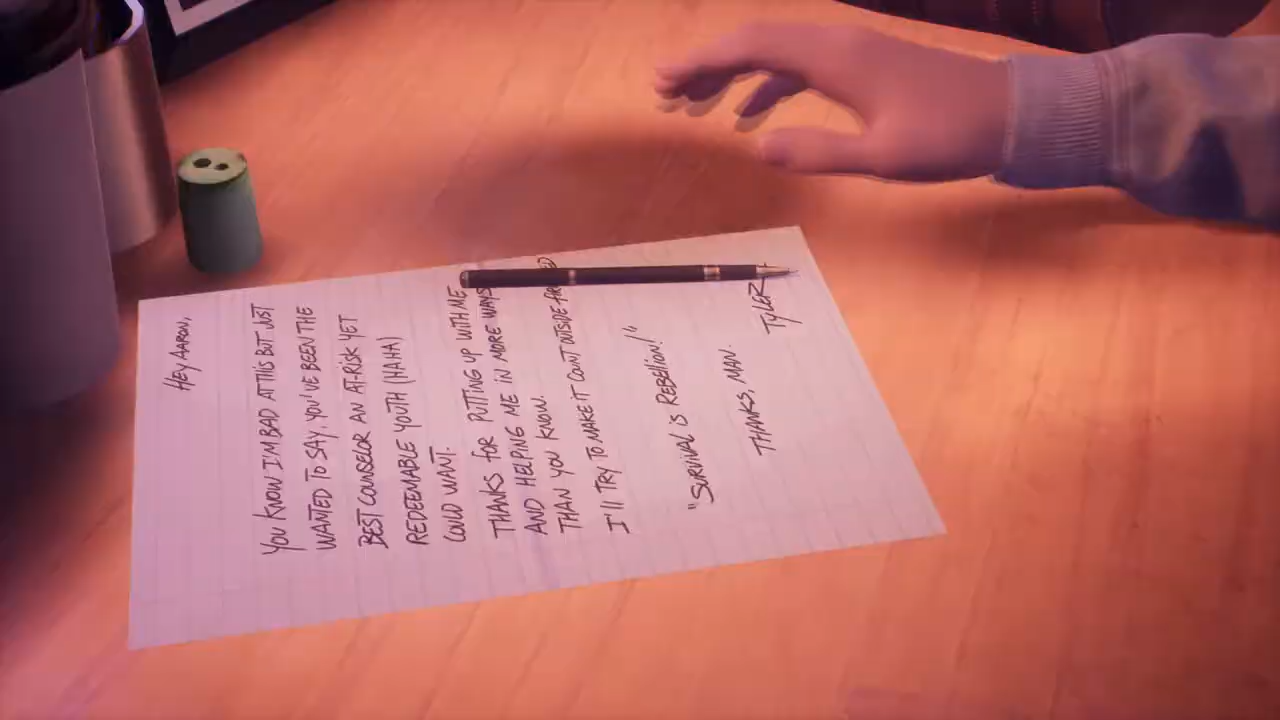 HEY AARON,
YOU KNOW I'M BAD AT THIS BUT JUST
WANTED TO SAY, YOU'VE BEEN THE
BEST COUNSELOR AN AT-RISK YET
REDEEMABLE YOUTH (HAHA)
COULD WANT.
THANKS FOR PUTTING UP WITH ME
AND HELPING ME IN MORE WAYS
THAN YOU KNOW.
I'LL TRY TO MAKE IT COUNT OUTSIDE
"SURVIVAL IS REBELLION!"
THANKS, MAN.
TYLER